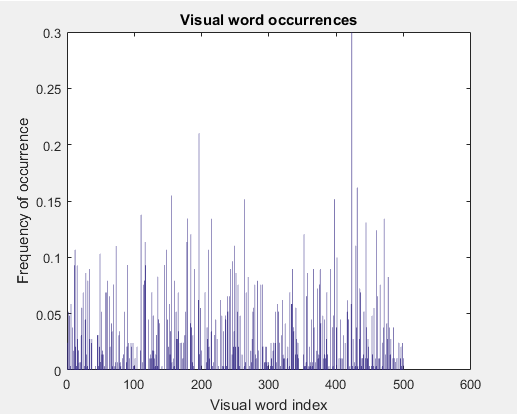 Visual word occurrences
0.3
0.25
0.2
0.15
0.1
0.05
0
0 100 200 300 400 500 600
Frequency of occurrence
Visual word index